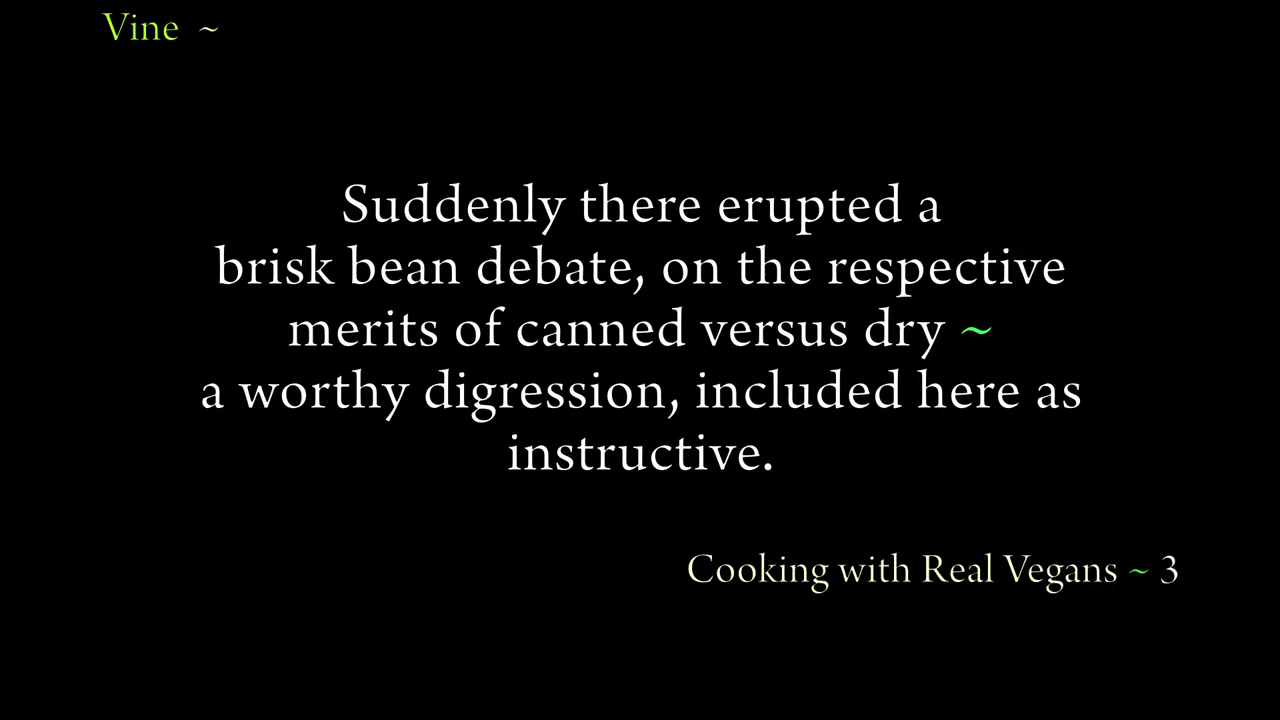 Vine ~
Suddenly there erupted a
brisk bean debate, on the respective
merits of canned versus dry ~
a worthy digression, included here as
instructive.
Cooking with Real Vegans ~ 3